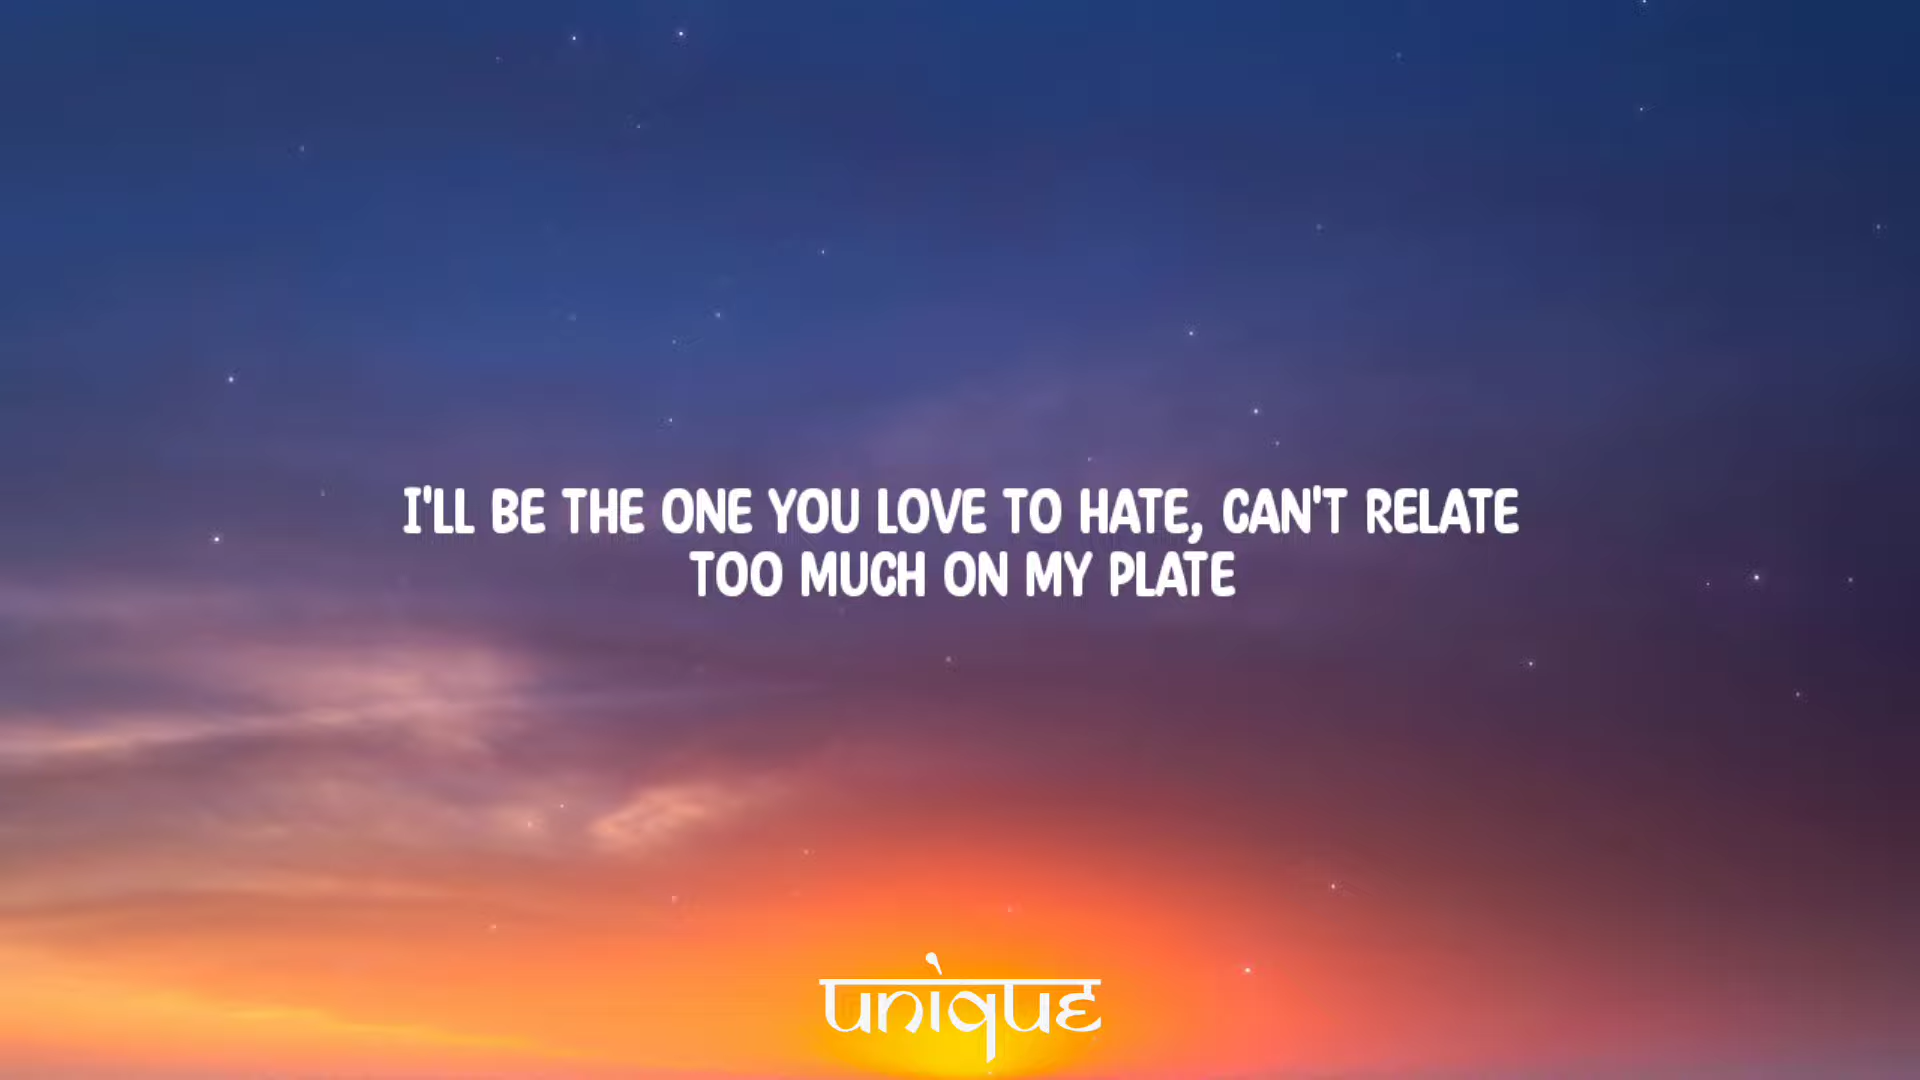 I'LL BE THE ONE YOU LOVE TO HATE, CAN'T RELATE
TOO MUCH ON MY PLATE
unique